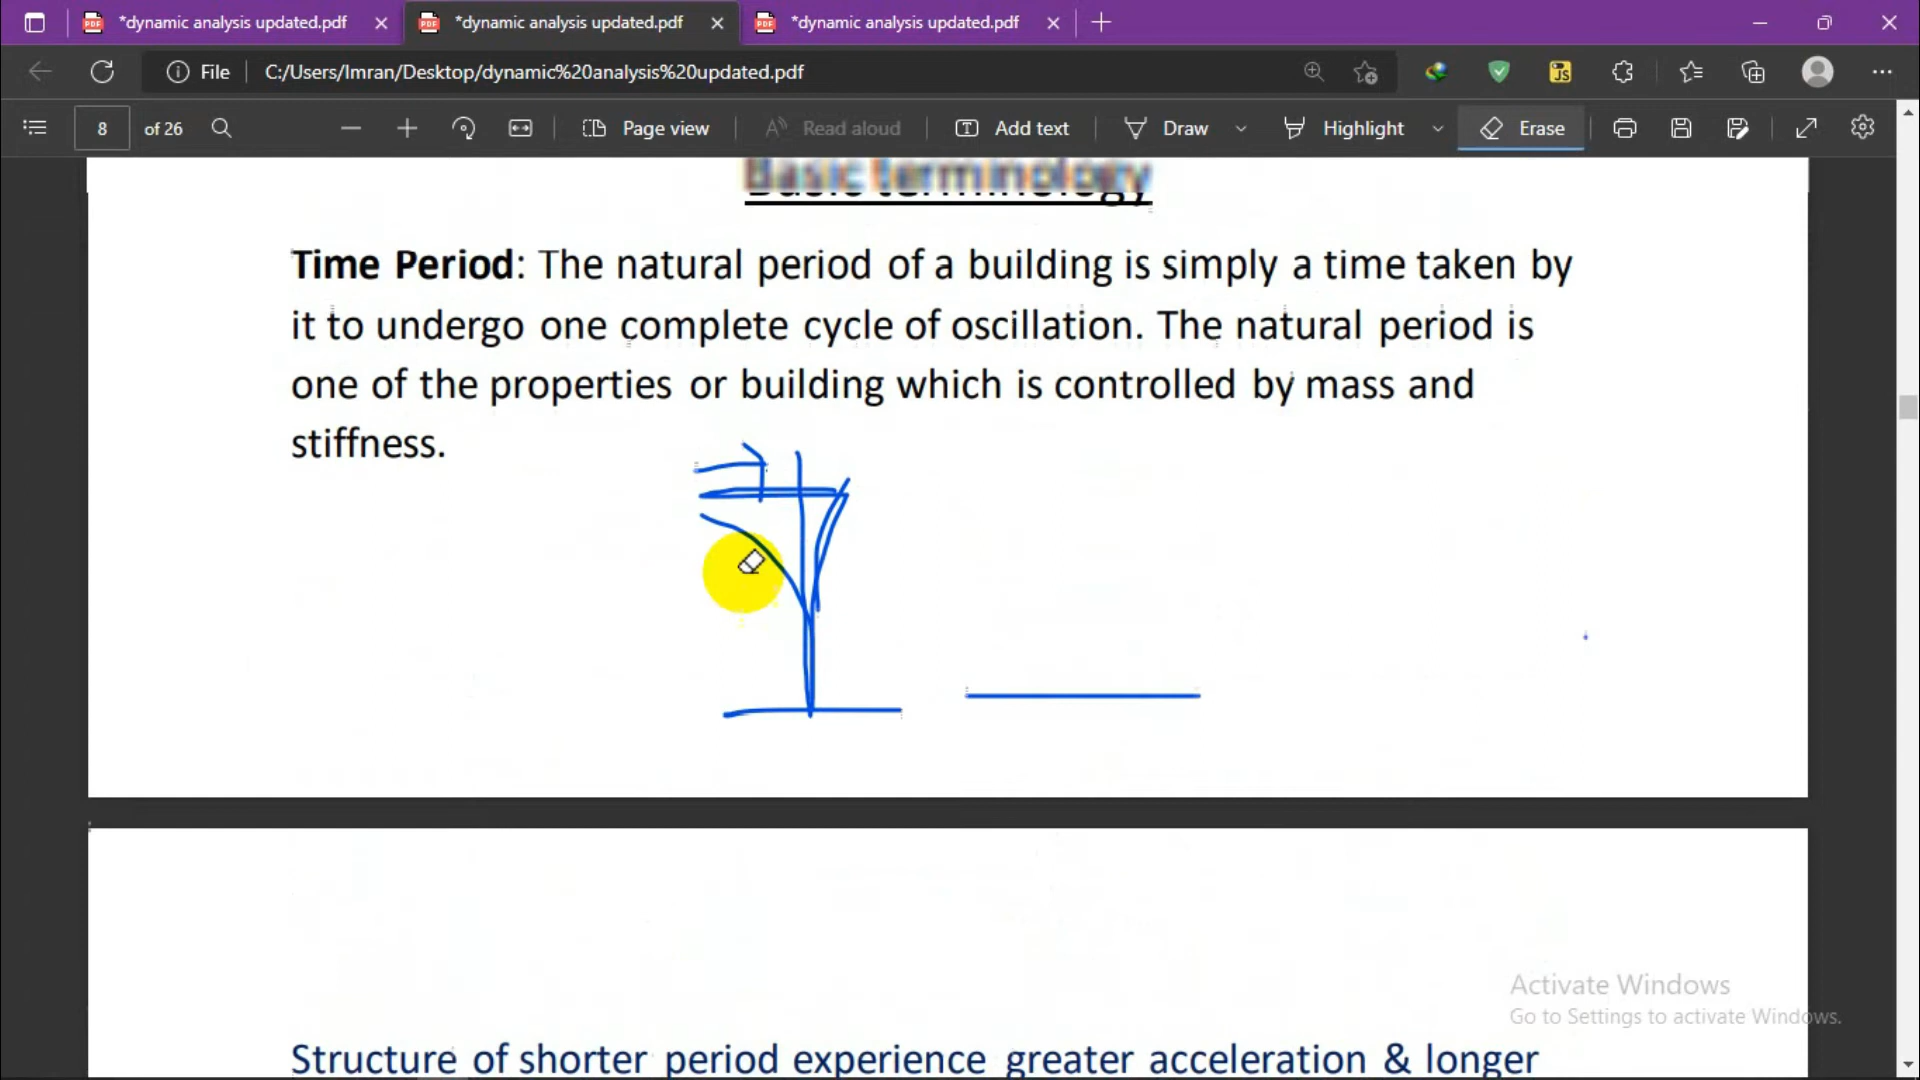 *dynamic analysis updated.pdf
*dynamic analysis updated.pdf
*dynamic analysis updated.pdf
File
C:/Users/Imran/Desktop/dynamic%20analysis%20updated.pdf
8 of 26
Page view
Read aloud
Add text
Draw
Highlight
Erase
Basic terminology
Time Period: The natural period of a building is simply a time taken by
it to undergo one complete cycle of oscillation. The natural period is
one of the properties or building which is controlled by mass and
stiffness.
Activate Windows
Go to Settings to activate Windows.
Structure of shorter period experience greater acceleration & longer